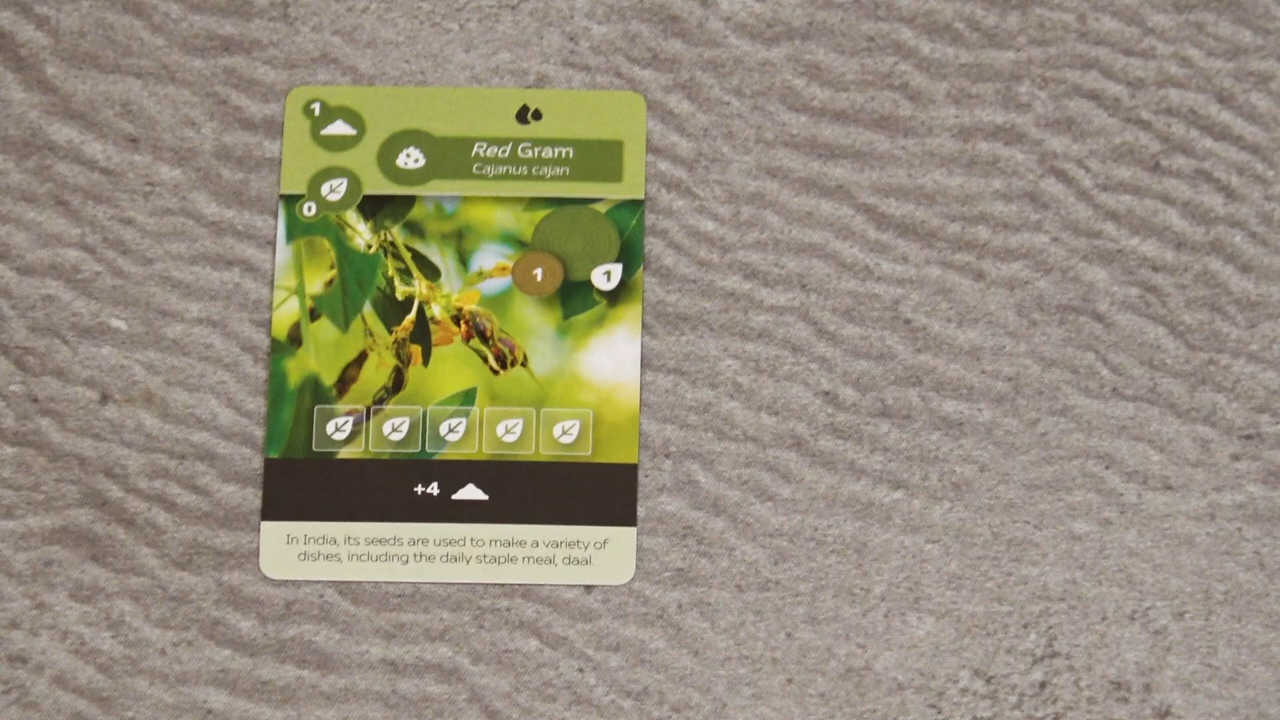 1
Red Gram
Cajanus cajan
0
1
1
+4
In India, its seeds are used to make a variety of
dishes, including the daily staple meal, daal.